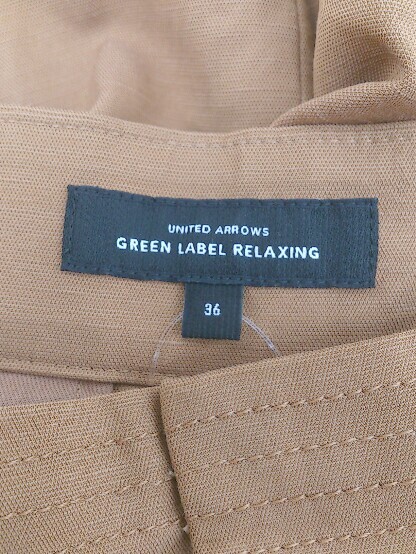 UNITED ARROWS
GREEN LABEL RELAXING
36